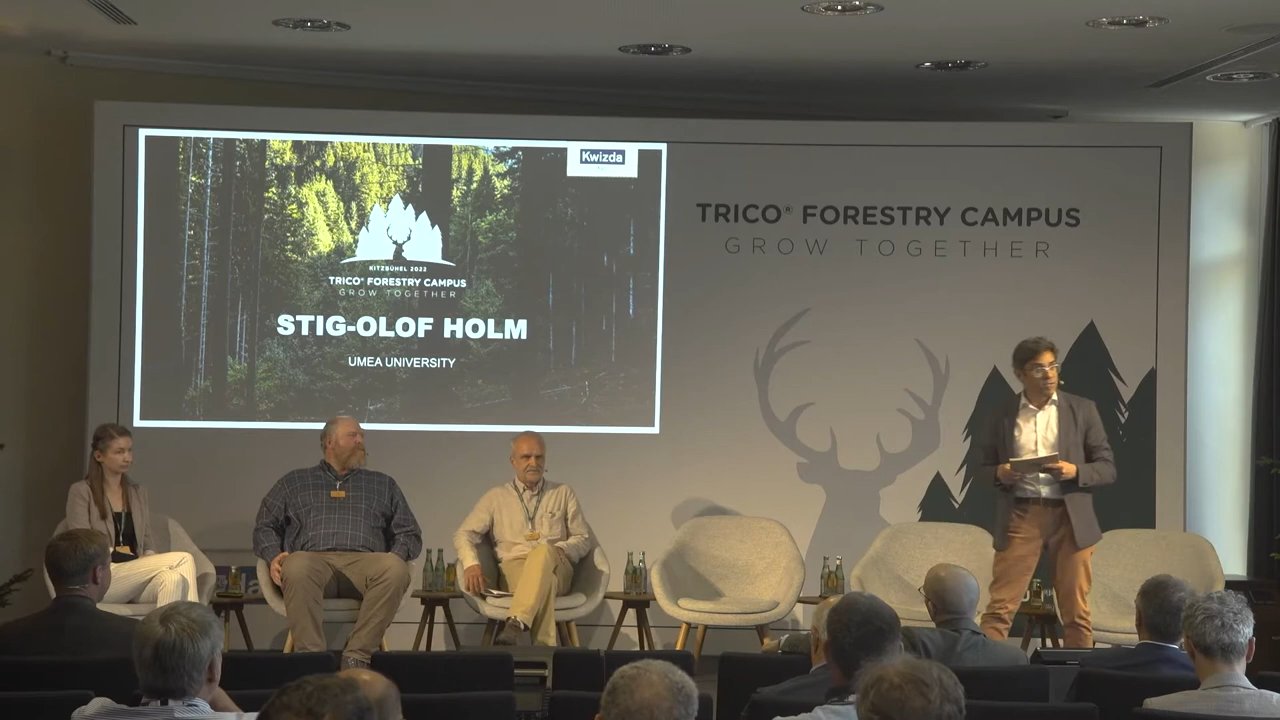 Kwizda
KITZBÜHEL 2022
TRICO® FORESTRY CAMPUS
GROW TOGETHER
STIG-OLOF HOLM
UMEA UNIVERSITY
TRICO® FORESTRY CAMPUS
GROW TOGETHER